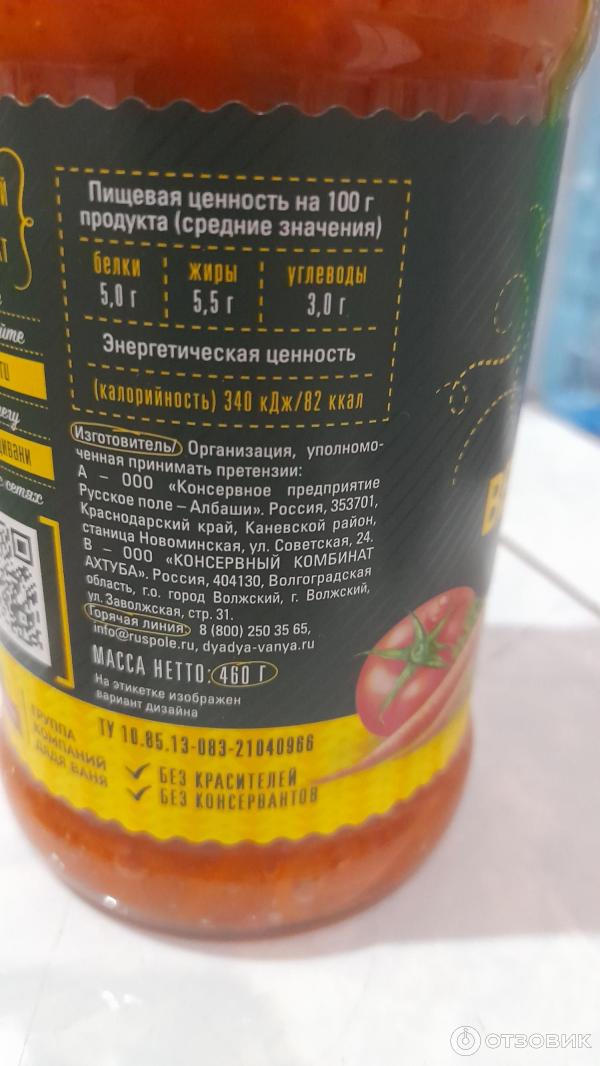 Пищевая ценность на 100 г
продукта (средние значения)
белки жиры углеводы
5,0 г 5,5 г 3,0 г
Энергетическая ценность
(калорийность) 340 кДж/82 ккал
Изготовитель/ Организация, уполномо-
ченная принимать претензии:
А – ООО «Консервное предприятие
Русское поле – Албаши». Россия, 353701,
Краснодарский край, Каневской район,
станица Новоминская, ул. Советская, 24.
В – ООО «КОНСЕРВНЫЙ КОМБИНАТ
АХТУБА». Россия, 404130, Волгоградская
область, г.о. город Волжский, г. Волжский,
ул. Заволжская, стр. 31.
Горячая линия: 8 (800) 250 35 65,
info@ruspole.ru, dyadya-vanya.ru
МАССА НЕТТО: 460 Г
На этикетке изображен
вариант дизайна
ТУ 10.85.13-083-21040966
ГРУППА
КОМПАНИЙ
ДЯДЯ ВАНЯ
БЕЗ КРАСИТЕЛЕЙ
БЕЗ КОНСЕРВАНТОВ
ОТЗОВИК